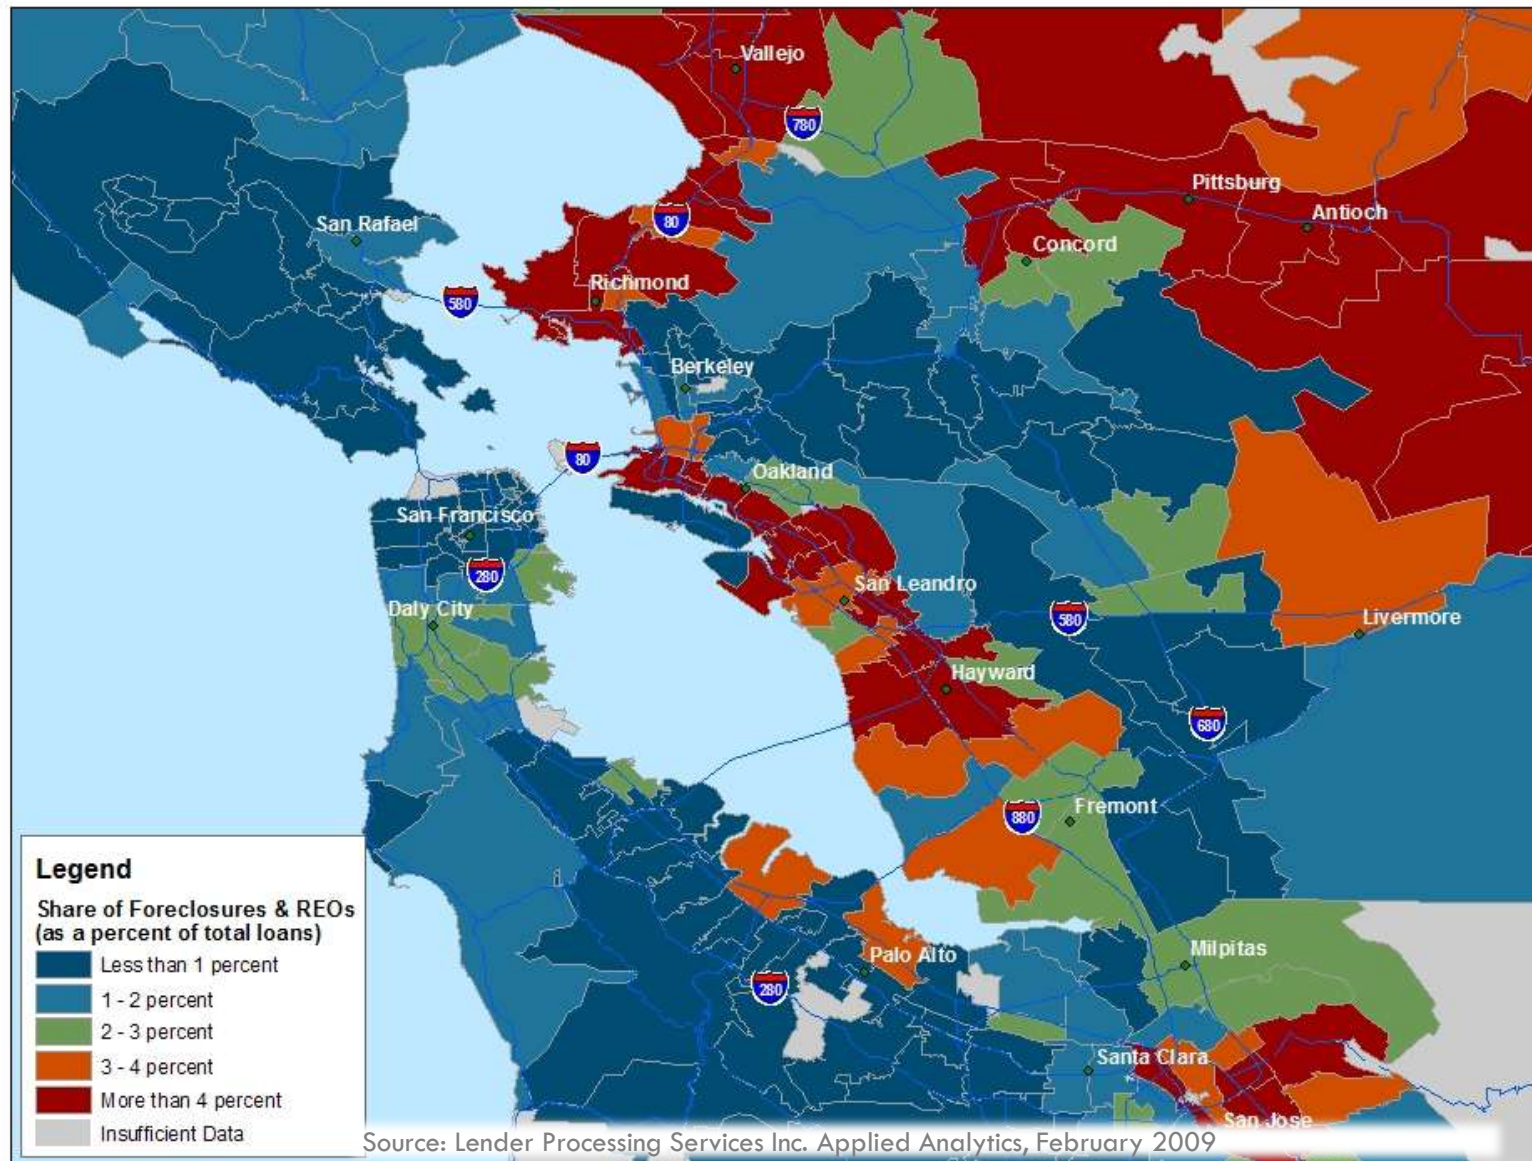 Vallejo
780
Pittsburg
Antioch
80
San Rafael
Concord
Richmond
580
Berkeley
80
Oakland
San Francisco
280
San Leandro
Daly City
580
Livermore
Hayward
680
880
Fremont
Palo Alto
Milpitas
280
Santa Clara
San Jose
Legend
Share of Foreclosures & REOs
(as a percent of total loans)
Less than 1 percent
1 - 2 percent
2 - 3 percent
3 - 4 percent
More than 4 percent
Insufficient Data
Source: Lender Processing Services Inc. Applied Analytics, February 2009